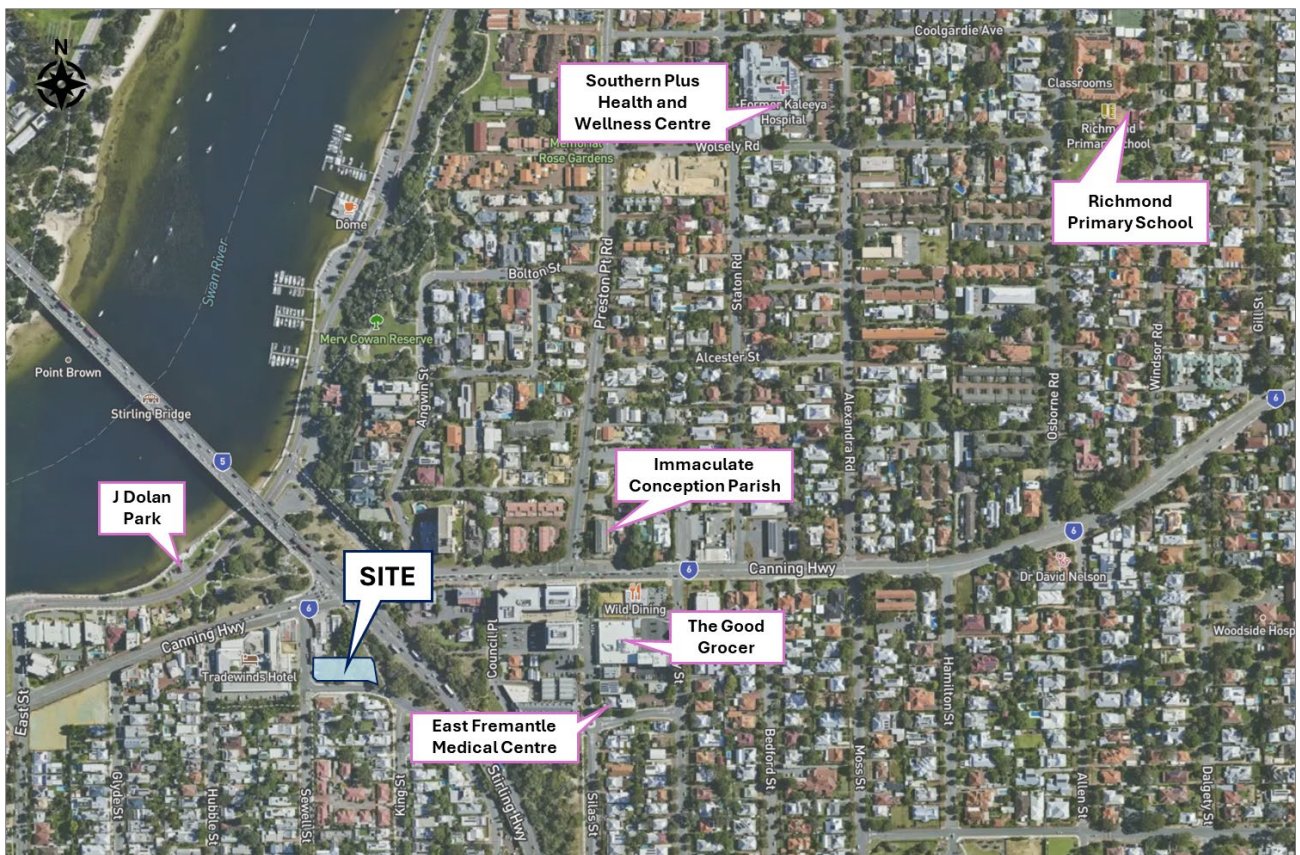 N
Coolgardie Ave
Southern Plus
Health and
Wellness Centre
Classrooms
Former Kaleeya
Hospital
Richmond
Primary School
Memorial
Rose Gardens
Wolsely Rd
Richmond
Primary School
Dôme
Swan River
Bolton St
Preston Pt Rd
Staton Rd
Merv Cowan Reserve
Alcester St
Windsor Rd
Gill St
Point Brown
Angwin St
Stirling Bridge
Alexandra Rd
Osborne Rd
6
5
Immaculate
Conception Parish
J Dolan
Park
6
SITE
6
Canning Hwy
Dr David Nelson
6
Wild Dining
Canning Hwy
Council Pl
The Good
Grocer
Woodside Hosp
Tradewinds Hotel
St
East St
Hamilton St
East Fremantle
Medical Centre
Glyde St
Hubble St
Sewell St
King St
Stirling Hwy
Silas St
Bedford St
Moss St
Allen St
Dalgety St